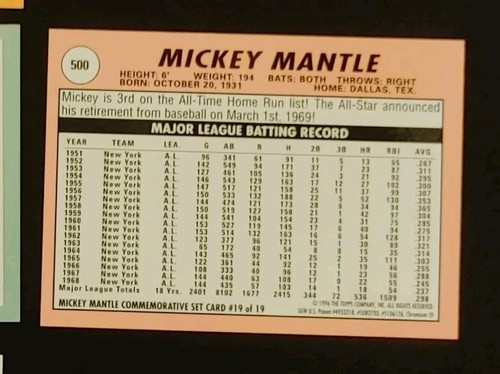 500
MICKEY MANTLE
HEIGHT: 6' WEIGHT: 194 BATS: BOTH THROWS: RIGHT
BORN: OCTOBER 20, 1931 HOME: DALLAS, TEX.
Mickey is 3rd on the All-Time Home Run list! The All-Star announced
his retirement from baseball on March 1st, 1969!
MAJOR LEAGUE BATTING RECORD
YEAR TEAM LEA. G AB R H 2B 3B HR RBI AVG.
1951 New York A.L. 96 341 61 91 11 5 13 65 .267
1952 New York A.L. 142 549 94 171 37 7 23 87 .311
1953 New York A.L. 127 461 105 136 24 3 21 92 .295
1954 New York A.L. 146 543 129 163 17 12 27 102 .300
1955 New York A.L. 147 517 121 158 25 11 37 99 .307
1956 New York A.L. 150 533 132 188 22 5 52 130 .353
1957 New York A.L. 144 474 121 173 28 6 34 94 .365
1958 New York A.L. 150 519 127 158 21 1 42 97 .304
1959 New York A.L. 144 541 104 154 23 4 31 75 .285
1960 New York A.L. 153 527 119 145 17 6 40 94 .275
1961 New York A.L. 153 514 132 163 16 6 54 128 .317
1962 New York A.L. 123 377 96 121 15 1 30 89 .321
1963 New York A.L. 65 172 40 54 8 0 15 35 .314
1964 New York A.L. 143 465 92 141 25 2 35 111 .303
1965 New York A.L. 122 361 44 92 12 1 19 46 .255
1966 New York A.L. 108 333 40 96 12 1 23 56 .288
1967 New York A.L. 144 440 63 108 17 0 22 55 .245
1968 New York A.L. 144 435 57 103 14 1 18 54 .237
Major League Totals 18 Yrs. 2401 8102 1677 2415 344 72 536 1509 .298
MICKEY MANTLE COMMEMORATIVE SET CARD #19 of 19
© 1996 THE TOPPS COMPANY, INC. ALL RIGHTS RESERVED.